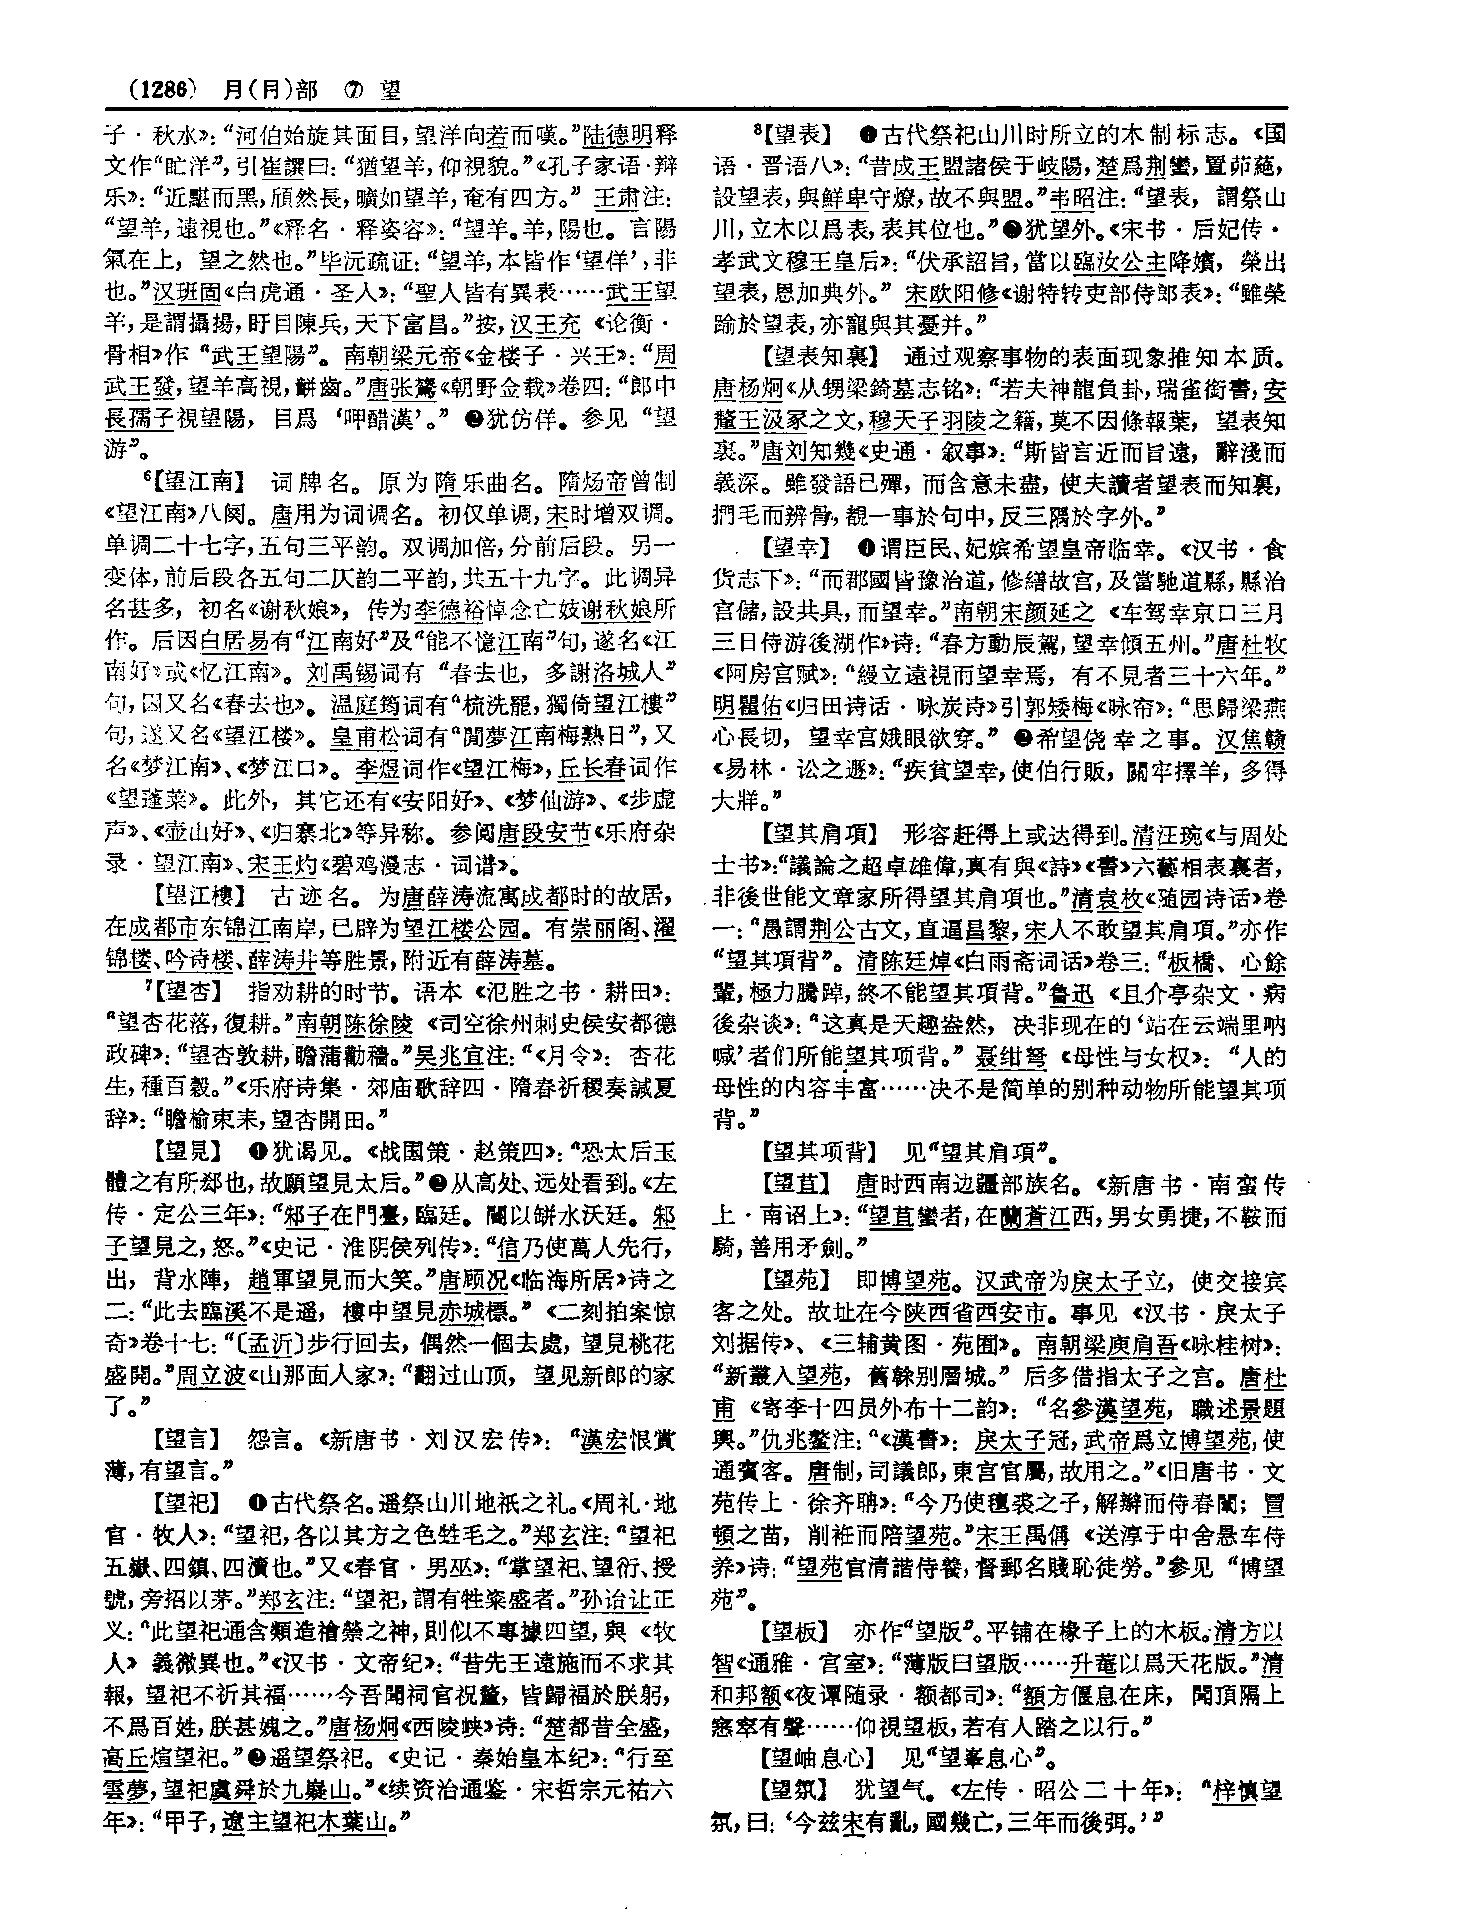 (1286) 月(月)部 ⑦ 望
子·秋水》：“河伯始旋其面目，望洋向若而嘆。”陆德明释
文作“盳洋”，引崔譔曰：“猶望羊，仰視貌。”《孔子家语·辩
乐》：“近黮而黑，頎然長，曠如望羊，奄有四方。” 王肃注：
“望羊，遠視也。”《释名·释姿容》：“望羊。羊，陽也。言陽
氣在上，望之然也。”毕沅疏证：“望羊，本皆作‘望佯’，非
也。”汉班固《白虎通·圣人》：“聖人皆有異表……武王望
羊，是謂攝揚，盱目陳兵，天下富昌。”按，汉王充《论衡·
骨相》作“武王望陽”。南朝梁元帝《金楼子·兴王》：“周
武王發，望羊高視，骿齒。”唐张鷟《朝野佥载》卷四：“郎中
長孺子視望陽，目爲‘呷醋漢’。” ❷犹仿佯。参见“望
游”。
⁶【望江南】 词牌名。原为隋乐曲名。隋炀帝曾制
《望江南》八阕。唐用为词调名。初仅单调，宋时增双调。
单调二十七字，五句三平韵。双调加倍，分前后段。另一
变体，前后段各五句二仄韵二平韵，共五十九字。此调异
名甚多，初名《谢秋娘》，传为李德裕悼念亡妓谢秋娘所
作。后因白居易有“江南好”及“能不憶江南”句，遂名《江
南好》或《忆江南》。刘禹锡词有“春去也，多謝洛城人”
句，因又名《春去也》。温庭筠词有“梳洗罷，獨倚望江樓”
句，遂又名《望江楼》。皇甫松词有“閒夢江南梅熟日”，又
名《梦江南》、《梦江口》。李煜词作《望江梅》，丘长春词作
《望蓬莱》。此外，其它还有《安阳好》、《梦仙游》、《步虚
声》、《壶山好》、《归寨北》等异称。参阅唐段安节《乐府杂
录·望江南》、宋王灼《碧鸡漫志·词谱》。
【望江樓】 古迹名。为唐薛涛流寓成都时的故居，
在成都市东锦江南岸，已辟为望江楼公园。有崇丽阁、濯
锦楼、吟诗楼、薛涛井等胜景，附近有薛涛墓。
⁷【望杏】 指劝耕的时节。语本《氾胜之书·耕田》：
“望杏花落，復耕。”南朝陈徐陵《司空徐州刺史侯安都德
政碑》：“望杏敦耕，瞻蒲勸穡。”吴兆宜注：“《月令》：杏花
生，種百穀。”《乐府诗集·郊庙歌辞四·隋春祈稷奏諴夏
辞》：“瞻榆束耒，望杏開田。”
【望見】 ❶犹谒见。《战国策·赵策四》：“恐太后玉
體之有所郄也，故願望見太后。”❷从高处、远处看到。《左
传·定公三年》：“邾子在門臺，臨廷。閽以缾水沃廷。邾
子望見之，怒。”《史记·淮阴侯列传》：“信乃使萬人先行，
出，背水陣，趙軍望見而大笑。”唐顾况《临海所居》诗之
二：“此去臨溪不是遥，樓中望見赤城標。”《二刻拍案惊
奇》卷十七：“〔孟沂〕步行回去，偶然一個去處，望見桃花
盛開。”周立波《山那面人家》：“翻过山顶，望见新郎的家
了。”
【望言】 怨言。《新唐书·刘汉宏传》：“漢宏恨賞
薄，有望言。”
【望祀】 ❶古代祭名。遥祭山川地祇之礼。《周礼·地
官·牧人》：“望祀，各以其方之色牲毛之。”郑玄注：“望祀
五嶽、四鎮、四瀆也。”又《春官·男巫》：“掌望祀、望衍、授
號，旁招以茅。”郑玄注：“望祀，謂有牲粢盛者。”孙诒让正
义：“此望祀通含類造禬禜之神，則似不專據四望，與《牧
人》義微異也。”《汉书·文帝纪》：“昔先王遠施而不求其
報，望祀不祈其福……今吾聞祠官祝釐，皆歸福於朕躬，
不爲百姓，朕甚媿之。”唐杨炯《西陵峡》诗：“楚都昔全盛，
高丘烜望祀。”❷遥望祭祀。《史记·秦始皇本纪》：“行至
雲夢，望祀虞舜於九嶷山。”《续资治通鉴·宋哲宗元祐六
年》：“甲子，遼主望祀木葉山。”
⁸【望表】 ❶古代祭祀山川时所立的木制标志。《国
语·晋语八》：“昔成王盟諸侯于岐陽，楚爲荆蠻，置茆蕝，
設望表，與鮮卑守燎，故不與盟。”韦昭注：“望表，謂祭山
川，立木以爲表，表其位也。”❷犹望外。《宋书·后妃传·
孝武文穆王皇后》：“伏承詔旨，當以臨汝公主降嬪，榮出
望表，恩加典外。” 宋欧阳修《谢特转吏部侍郎表》：“雖榮
踰於望表，亦寵與其憂并。”
【望表知裏】 通过观察事物的表面现象推知本质。
唐杨炯《从甥梁錡墓志铭》：“若夫神龍負卦，瑞雀銜書，安
釐王汲冢之文，穆天子羽陵之籍，莫不因條報葉，望表知
裏。”唐刘知幾《史通·叙事》：“斯皆言近而旨遠，辭淺而
義深。雖發語已殫，而含意未盡，使夫讀者望表而知裏，
捫毛而辨骨，覩一事於句中，反三隅於字外。”
【望幸】 ❶谓臣民、妃嫔希望皇帝临幸。《汉书·食
货志下》：“而郡國皆豫治道，修繕故宫，及當馳道縣，縣治
宫儲，設共具，而望幸。”南朝宋颜延之《车驾幸京口三月
三日侍游後湖作》诗：“春方動辰駕，望幸傾五州。”唐杜牧
《阿房宫赋》：“縵立遠視而望幸焉，有不見者三十六年。”
明瞿佑《归田诗话·咏炭诗》引郭矮梅《咏帘》：“思歸梁燕
心長切，望幸宫娥眼欲穿。” ❷希望侥幸之事。汉焦赣
《易林·讼之遯》：“疾貧望幸，使伯行販，開牢擇羊，多得
大牂。”
【望其肩項】 形容赶得上或达得到。清汪琬《与周处
士书》：“議論之超卓雄偉，真有與《詩》《書》六藝相表裏者，
非後世能文章家所得望其肩項也。”清袁枚《随园诗话》卷
一：“愚謂荆公古文，直逼昌黎，宋人不敢望其肩項。”亦作
“望其項背”。清陈廷焯《白雨斋词话》卷三：“板橋、心餘
輩，極力騰踔，終不能望其項背。”鲁迅《且介亭杂文·病
後杂谈》：“这真是天趣盎然，决非现在的‘站在云端里呐
喊’者们所能望其项背。” 聂绀弩《母性与女权》：“人的
母性的内容丰富……决不是简单的别种动物所能望其项
背。”
【望其项背】 见“望其肩項”。
【望苴】 唐时西南边疆部族名。《新唐书·南蛮传
上·南诏上》：“望苴蠻者，在蘭蒼江西，男女勇捷，不鞍而
騎，善用矛劍。”
【望苑】 即博望苑。汉武帝为戾太子立，使交接宾
客之处。故址在今陕西省西安市。事见《汉书·戾太子
刘据传》、《三辅黄图·苑囿》。南朝梁庾肩吾《咏桂树》：
“新叢入望苑，舊榦别層城。” 后多借指太子之宫。唐杜
甫《寄李十四员外布十二韵》：“名參漢望苑，職述景題
輿。”仇兆鳌注：“《漢書》：戾太子冠，武帝爲立博望苑，使
通賓客。唐制，司議郎，東宫官屬，故用之。”《旧唐书·文
苑传上·徐齐聃》：“今乃使氈裘之子，解辮而侍春闈；冒
頓之苗，削衽而陪望苑。”宋王禹偁《送淳于中舍悬车侍
养》诗：“望苑官清諧侍養，督郵名賤恥徒勞。”参见“博望
苑”。
【望板】 亦作“望版”。平铺在椽子上的木板。清方以
智《通雅·宫室》：“薄版曰望版……升菴以爲天花版。”清
和邦额《夜谭随录·额都司》：“額方偃息在床，聞頂隔上
窸窣有聲……仰視望板，若有人踏之以行。”
【望岫息心】 见“望峯息心”。
【望氛】 犹望气。《左传·昭公二十年》：“梓慎望
氛，曰：‘今兹宋有亂，國幾亡，三年而後弭。’”